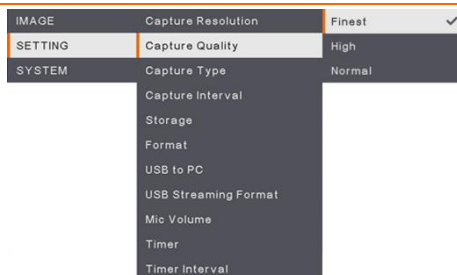 IMAGE
SETTING
SYSTEM
Capture Resolution
Capture Quality
Capture Type
Capture Interval
Storage
Format
USB to PC
USB Streaming Format
Mic Volume
Timer
Timer Interval
Finest
High
Normal